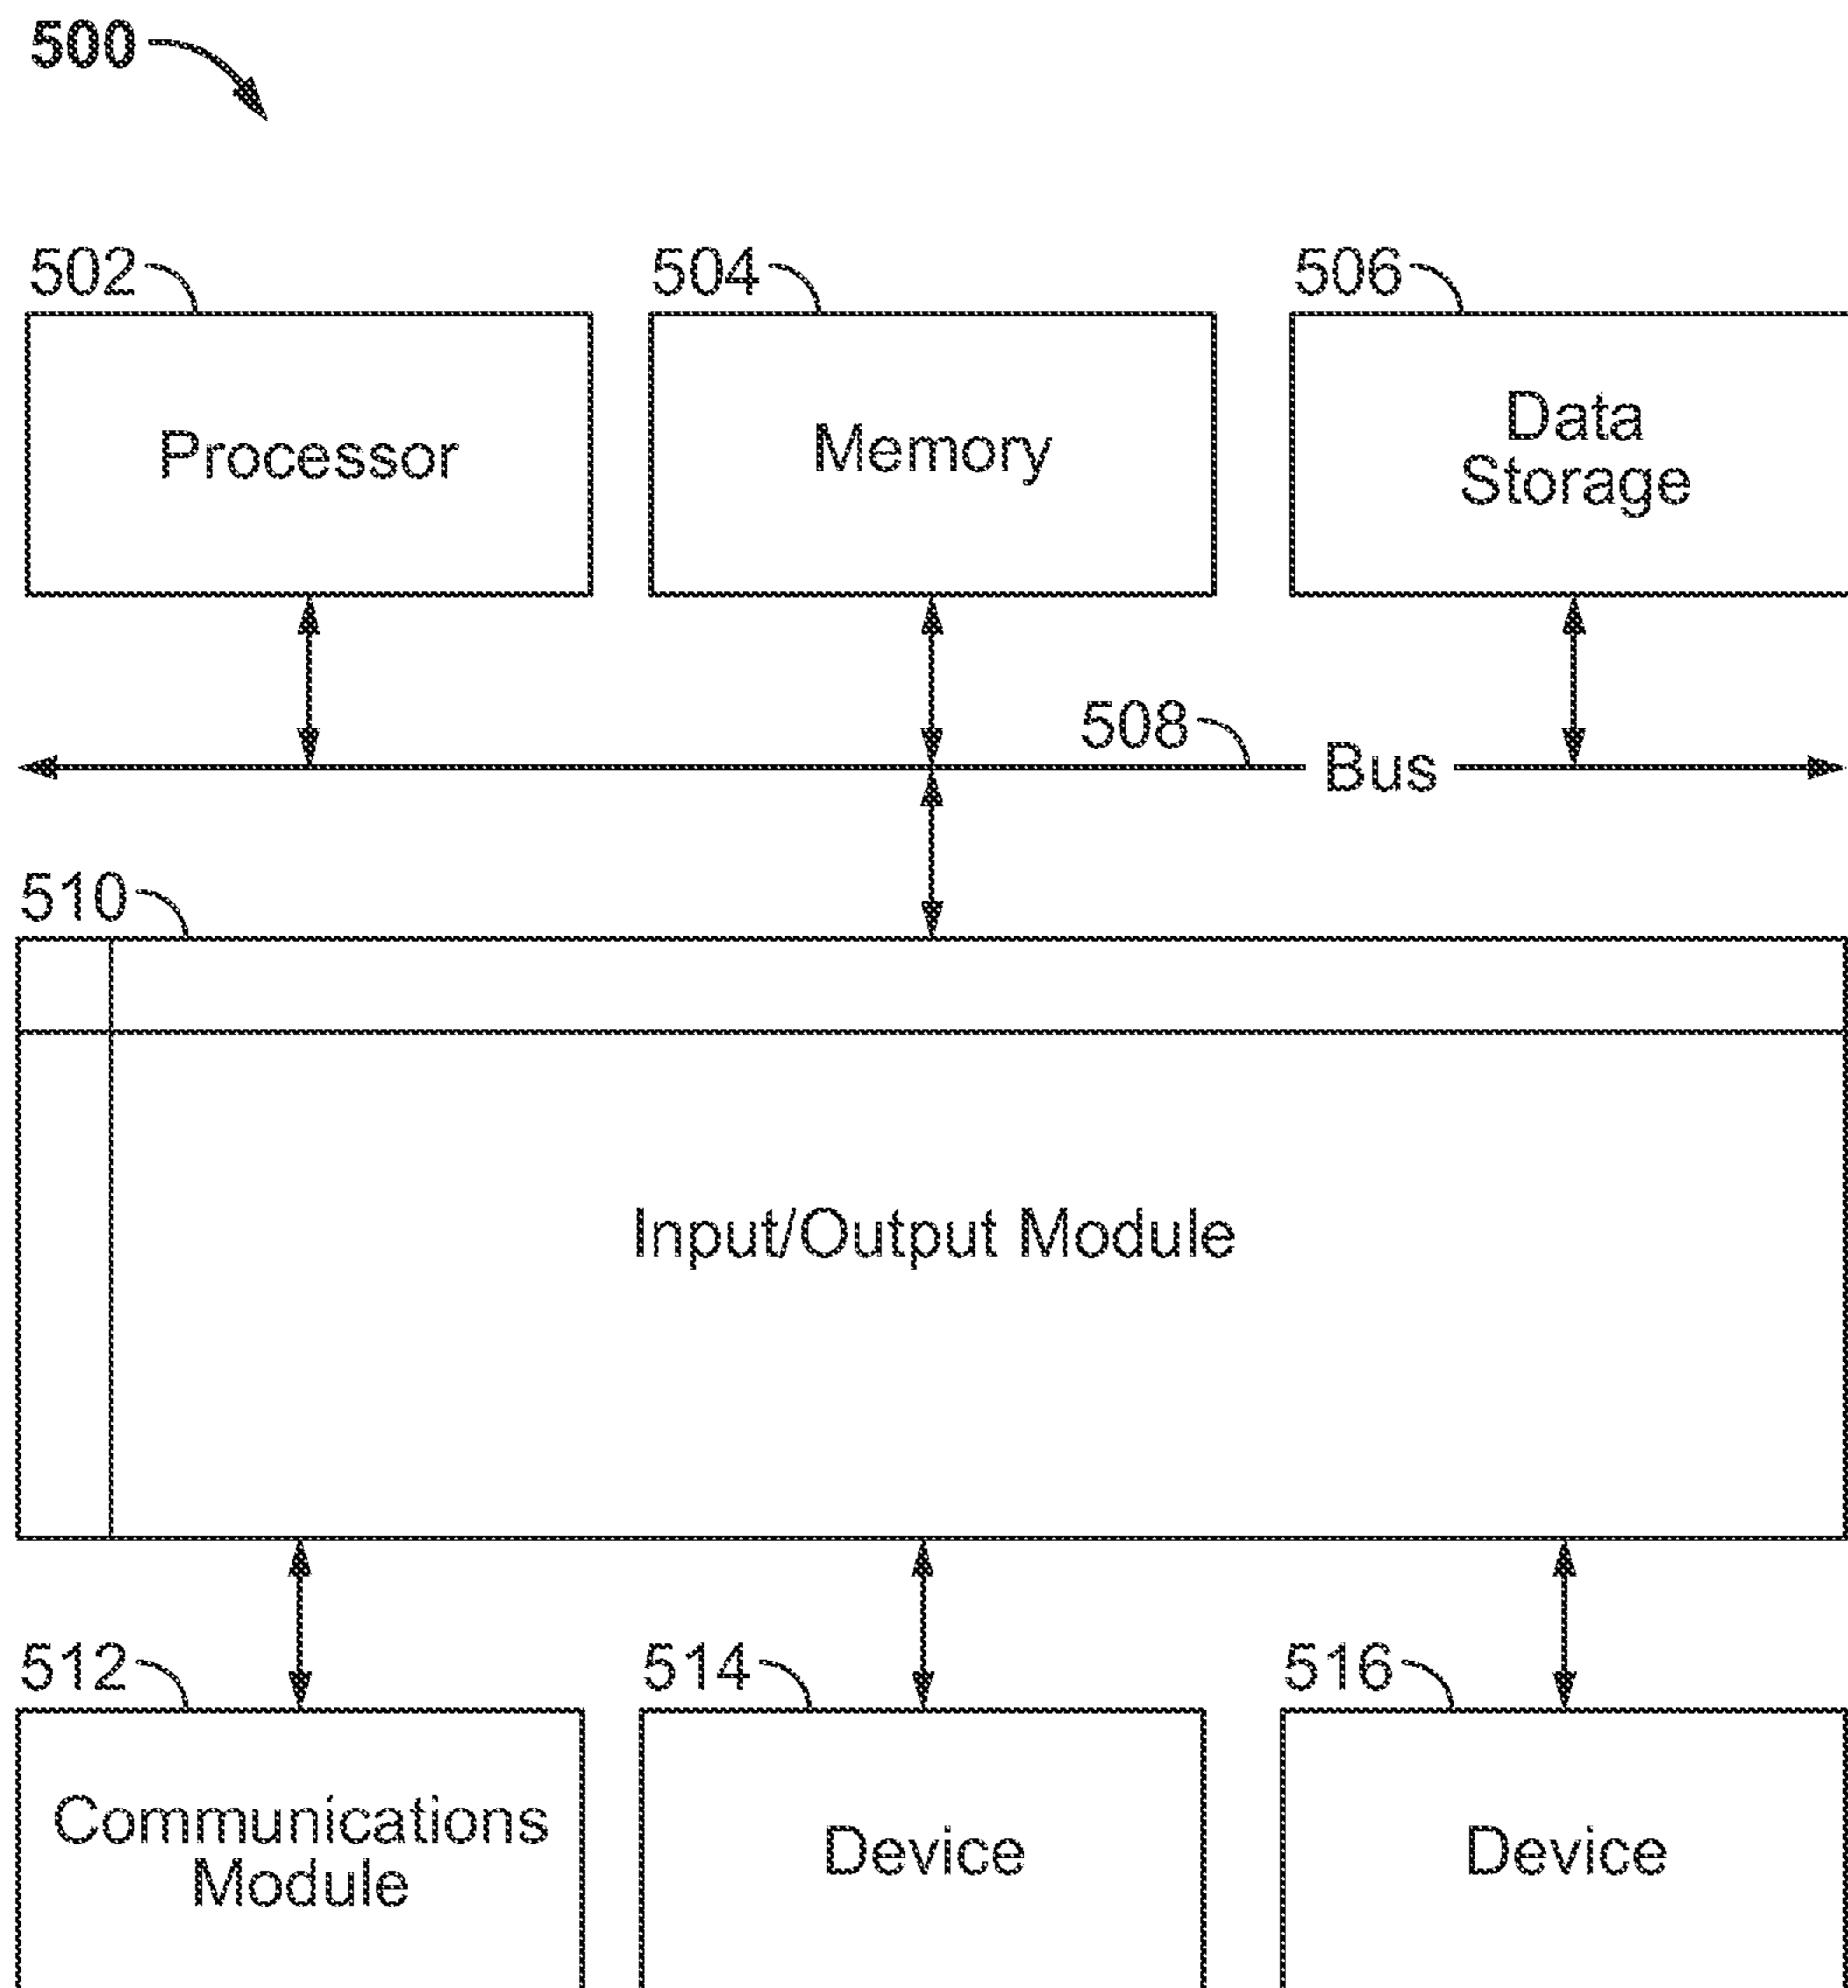 500
502
504
506
Processor
Memory
Data
Storage
508
Bus
510
Input/Output Module
512
514
516
Communications
Module
Device
Device